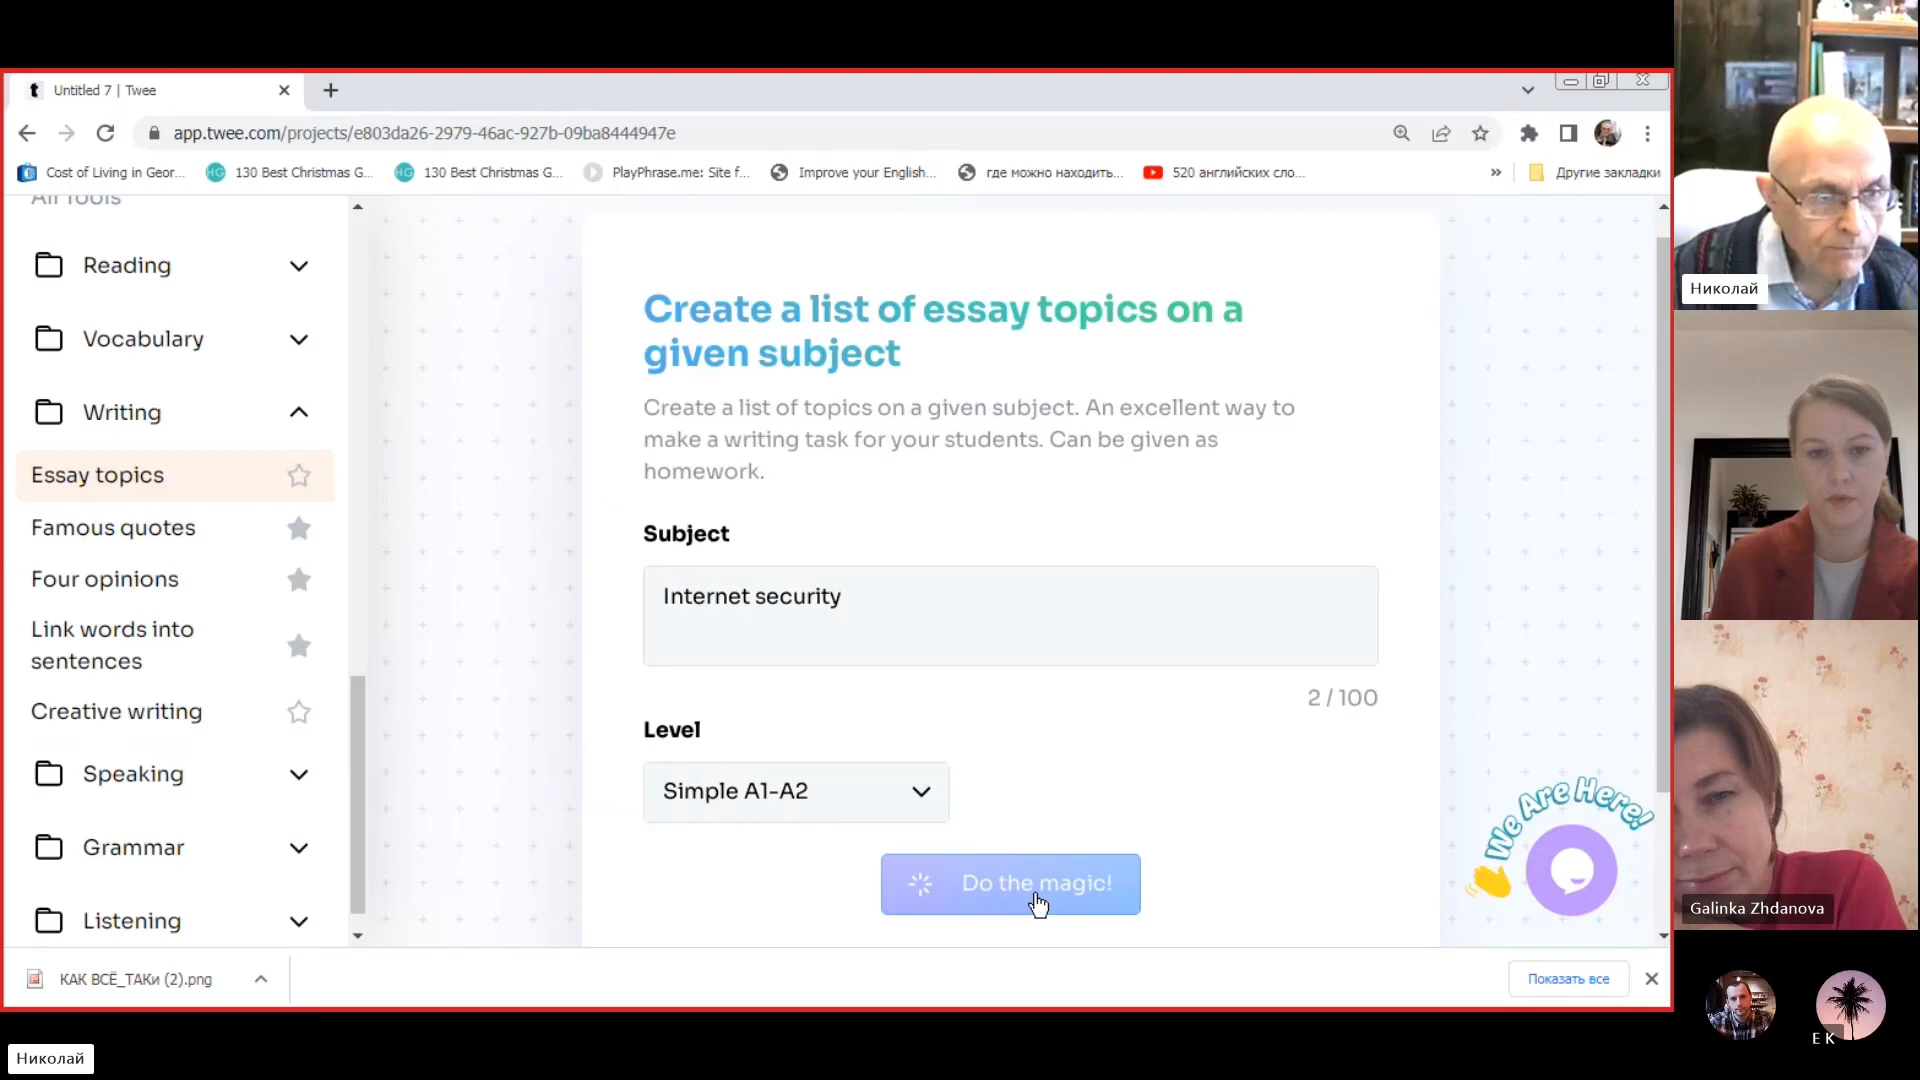 Untitled 7 | Twee
app.twee.com/projects/e803da26-2979-46ac-927b-09ba8444947e
Cost of Living in Geor...
130 Best Christmas G...
130 Best Christmas G...
PlayPhrase.me: Site f...
Improve your English...
где можно находить...
520 английских сло...
»
Другие закладки
All Tools
Reading
Vocabulary
Writing
Essay topics
Famous quotes
Four opinions
Link words into
sentences
Creative writing
Speaking
Grammar
Listening
Create a list of essay topics on a
given subject
Create a list of topics on a given subject. An excellent way to
make a writing task for your students. Can be given as
homework.
Subject
Internet security
2 / 100
Level
Simple A1-A2
Do the magic!
We Are Here!
КАК ВСЁ_ТАКи (2).png
Показать все
Николай
Galinka Zhdanova
E K
Николай